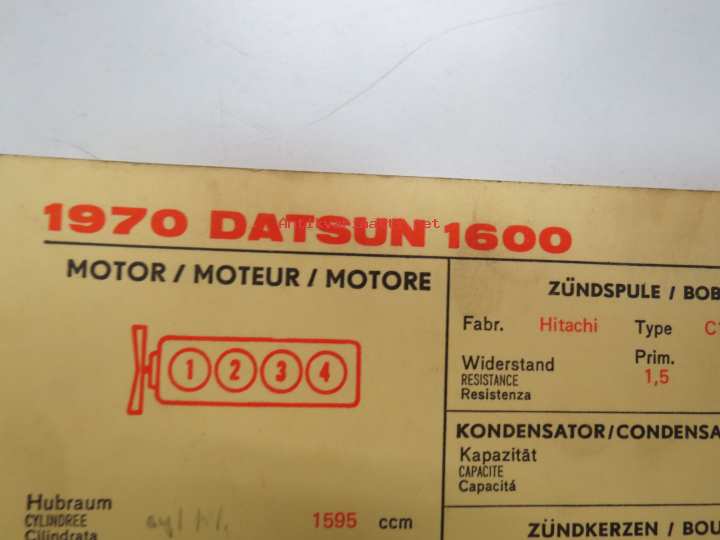 1970 DATSUN 1600
MOTOR / MOTEUR / MOTORE
1 2 3 4
Hubraum
CYLINDREE
Cilindrata
1595 ccm
ZÜNDSPULE / BOB
Fabr. Hitachi Type C
Widerstand Prim.
RESISTANCE 1,5
Resistenza
KONDENSATOR/CONDENSA
Kapazität
CAPACITE
Capacitá
ZÜNDKERZEN / BOU